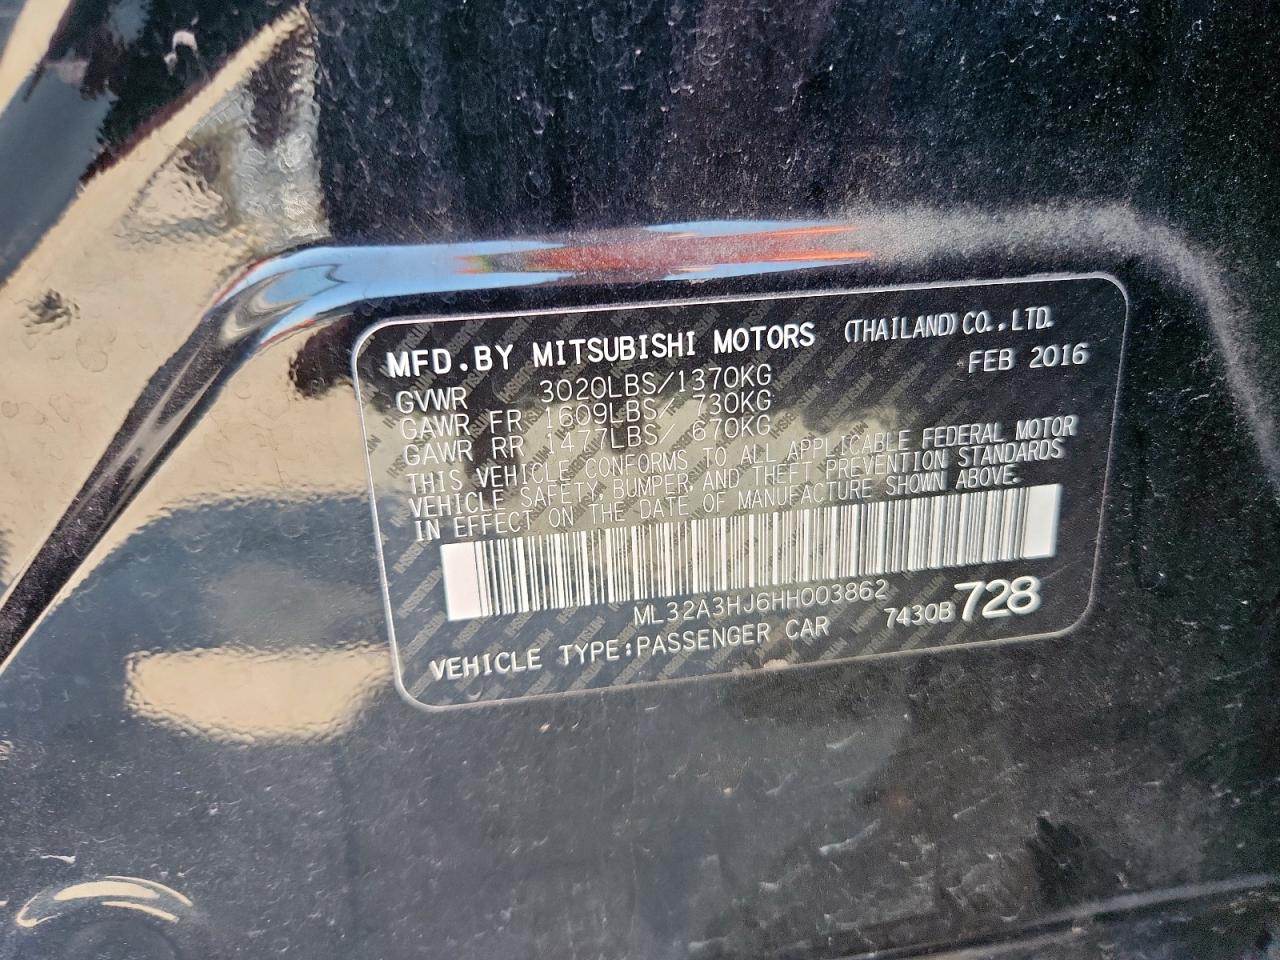 MFD.BY MITSUBISHI MOTORS (THAILAND)CO.,LTD.
FEB 2016
GVWR 3020LBS/1370KG
GAWR FR 1609LBS/ 730KG
GAWR RR 1477LBS/ 670KG
THIS VEHICLE CONFORMS TO ALL APPLICABLE FEDERAL MOTOR
VEHICLE SAFETY, BUMPER AND THEFT PREVENTION STANDARDS
IN EFFECT ON THE DATE OF MANUFACTURE SHOWN ABOVE.
ML32A3HJ6HH003862
VEHICLE TYPE:PASSENGER CAR 7430B 728